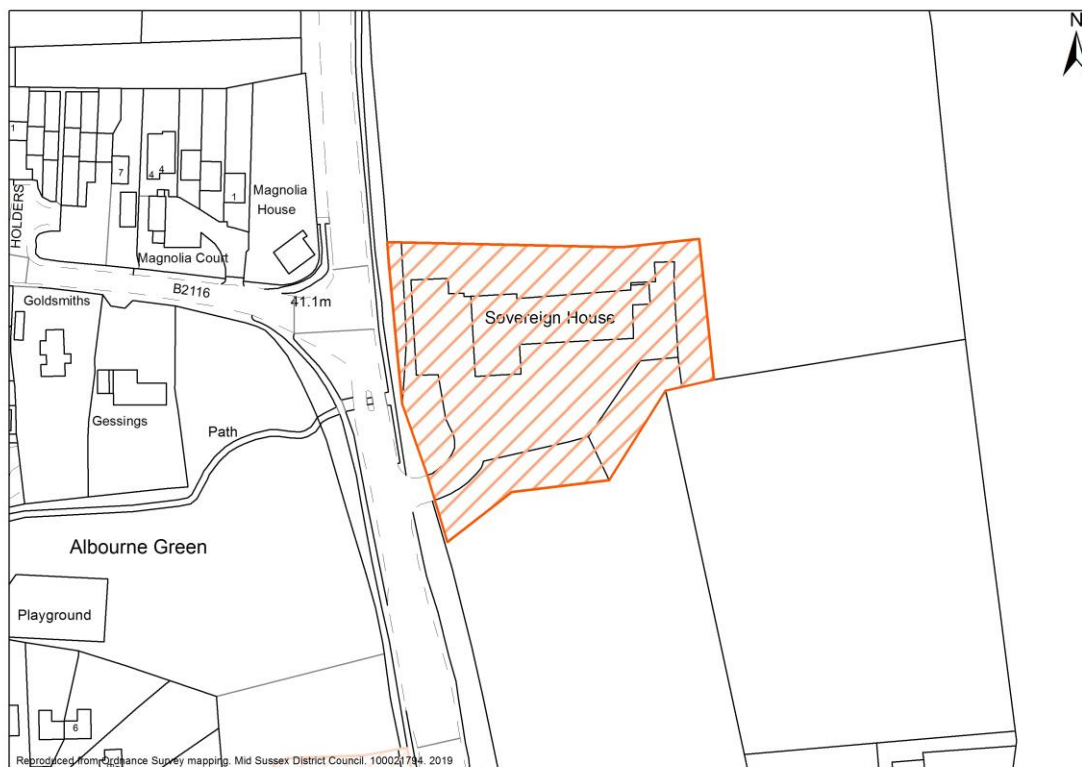 N
1
7
4
4
1
Magnolia
House
HOLDERS
Magnolia Court
B2116
41.1m
Goldsmiths
Sovereign House
Gessings
Path
Albourne Green
Playground
6
Reproduced from Ordnance Survey mapping. Mid Sussex District Council. 100021794. 2019